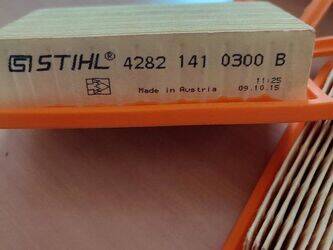 STIHL® 4282 141 0300 B
11:25
Made in Austria 09.10.15